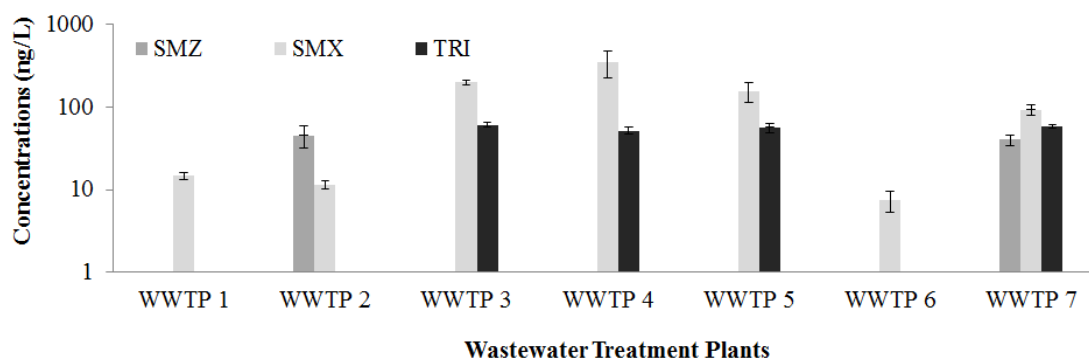 Concentrations (ng/L)
1000
100
10
1
SMZ SMX TRI
WWTP 1 WWTP 2 WWTP 3 WWTP 4 WWTP 5 WWTP 6 WWTP 7
Wastewater Treatment Plants